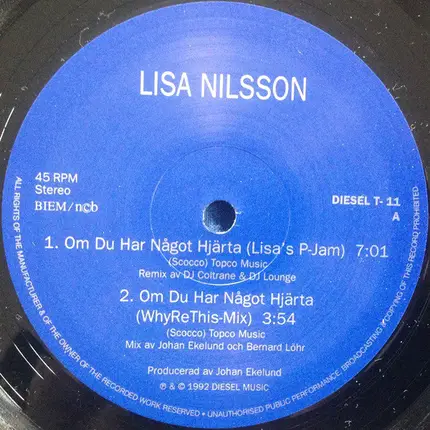 LISA NILSSON
45 RPM
Stereo
BIEM/n©b
DIESEL T- 11
A
1. Om Du Har Något Hjärta (Lisa's P-Jam) 7:01
(Scocco) Topco Music
Remix av DJ Coltrane & DJ Lounge
2. Om Du Har Något Hjärta
(WhyReThis-Mix) 3:54
(Scocco) Topco Music
Mix av Johan Ekelund och Bernard Löhr
Producerad av Johan Ekelund
℗ & © 1992 DIESEL MUSIC
ALL RIGHTS OF THE MANUFACTURER & OF THE OWNER OF THE RECORDED WORK RESERVED • UNAUTHORISED PUBLIC PERFORMANCE, BROADCASTING & COPYING OF THIS RECORD PROHIBITED